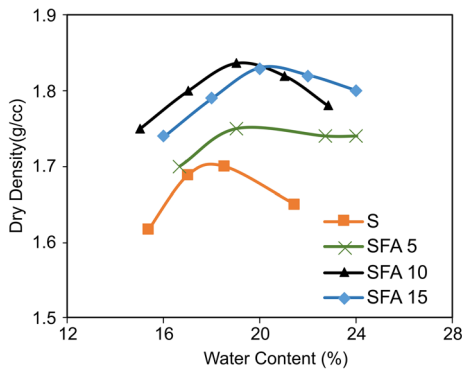 1.9
1.8
1.7
1.6
1.5
12
16
20
24
28
Dry Density(g/cc)
Water Content (%)
S
SFA 5
SFA 10
SFA 15